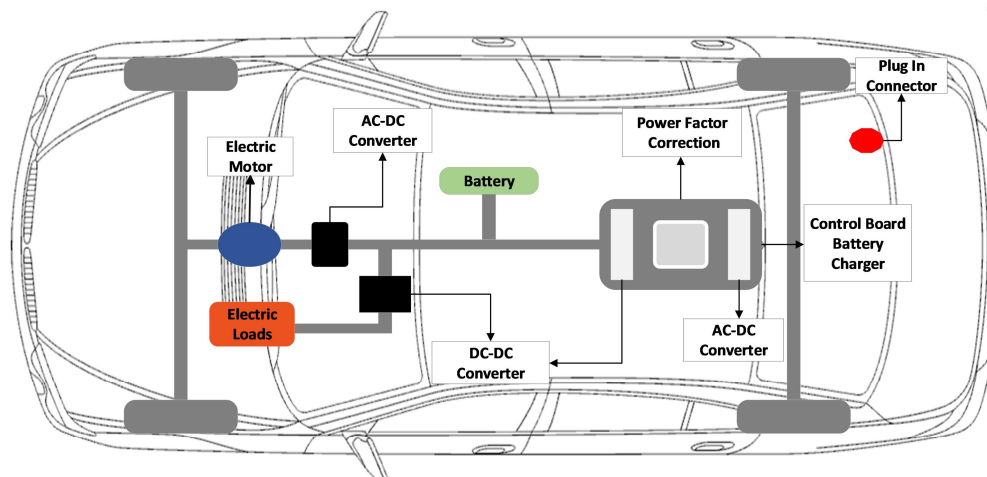 Plug In
Connector
AC-DC
Converter
Power Factor
Correction
Electric
Motor
Battery
Control Board
Battery
Charger
Electric
Loads
AC-DC
Converter
DC-DC
Converter